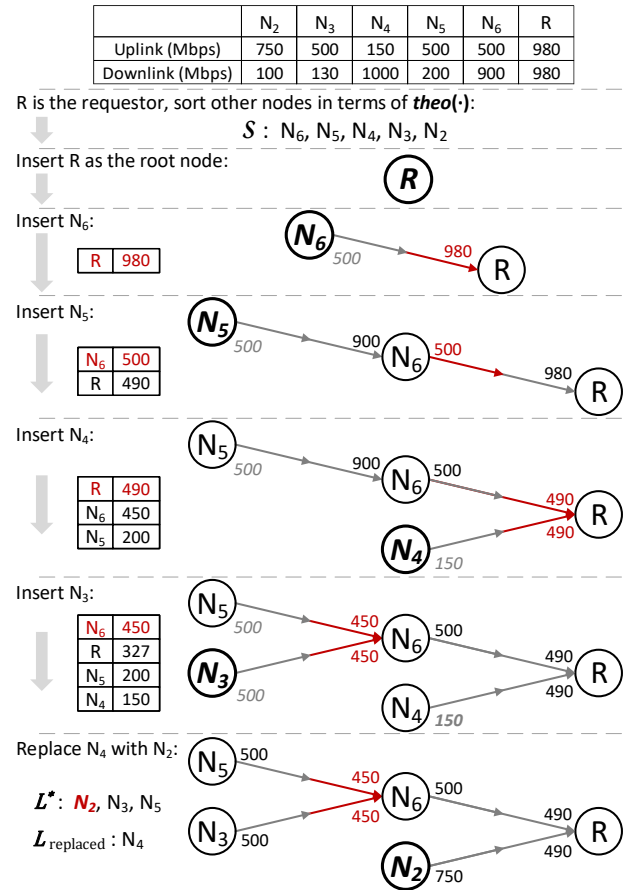 N2 N3 N4 N5 N6 R
Uplink (Mbps) 750 500 150 500 500 980
Downlink (Mbps) 100 130 1000 200 900 980
R is the requestor, sort other nodes in terms of theo(·):
S : N6, N5, N4, N3, N2
Insert R as the root node:
R
Insert N6:
R 980
N6
500
980
R
Insert N5:
N6 500
R 490
N5
500
900
N6
500
980
R
Insert N4:
R 490
N6 450
N5 200
N5
500
900
N6
500
490
490
R
N4
150
Insert N3:
N6 450
R 327
N5 200
N4 150
N5
500
450
450
N6
500
490
490
R
N3
500
N4
150
Replace N4 with N2:
L*: N2, N3, N5
L replaced : N4
N5
500
450
450
N6
500
490
490
R
N3
500
N2
750